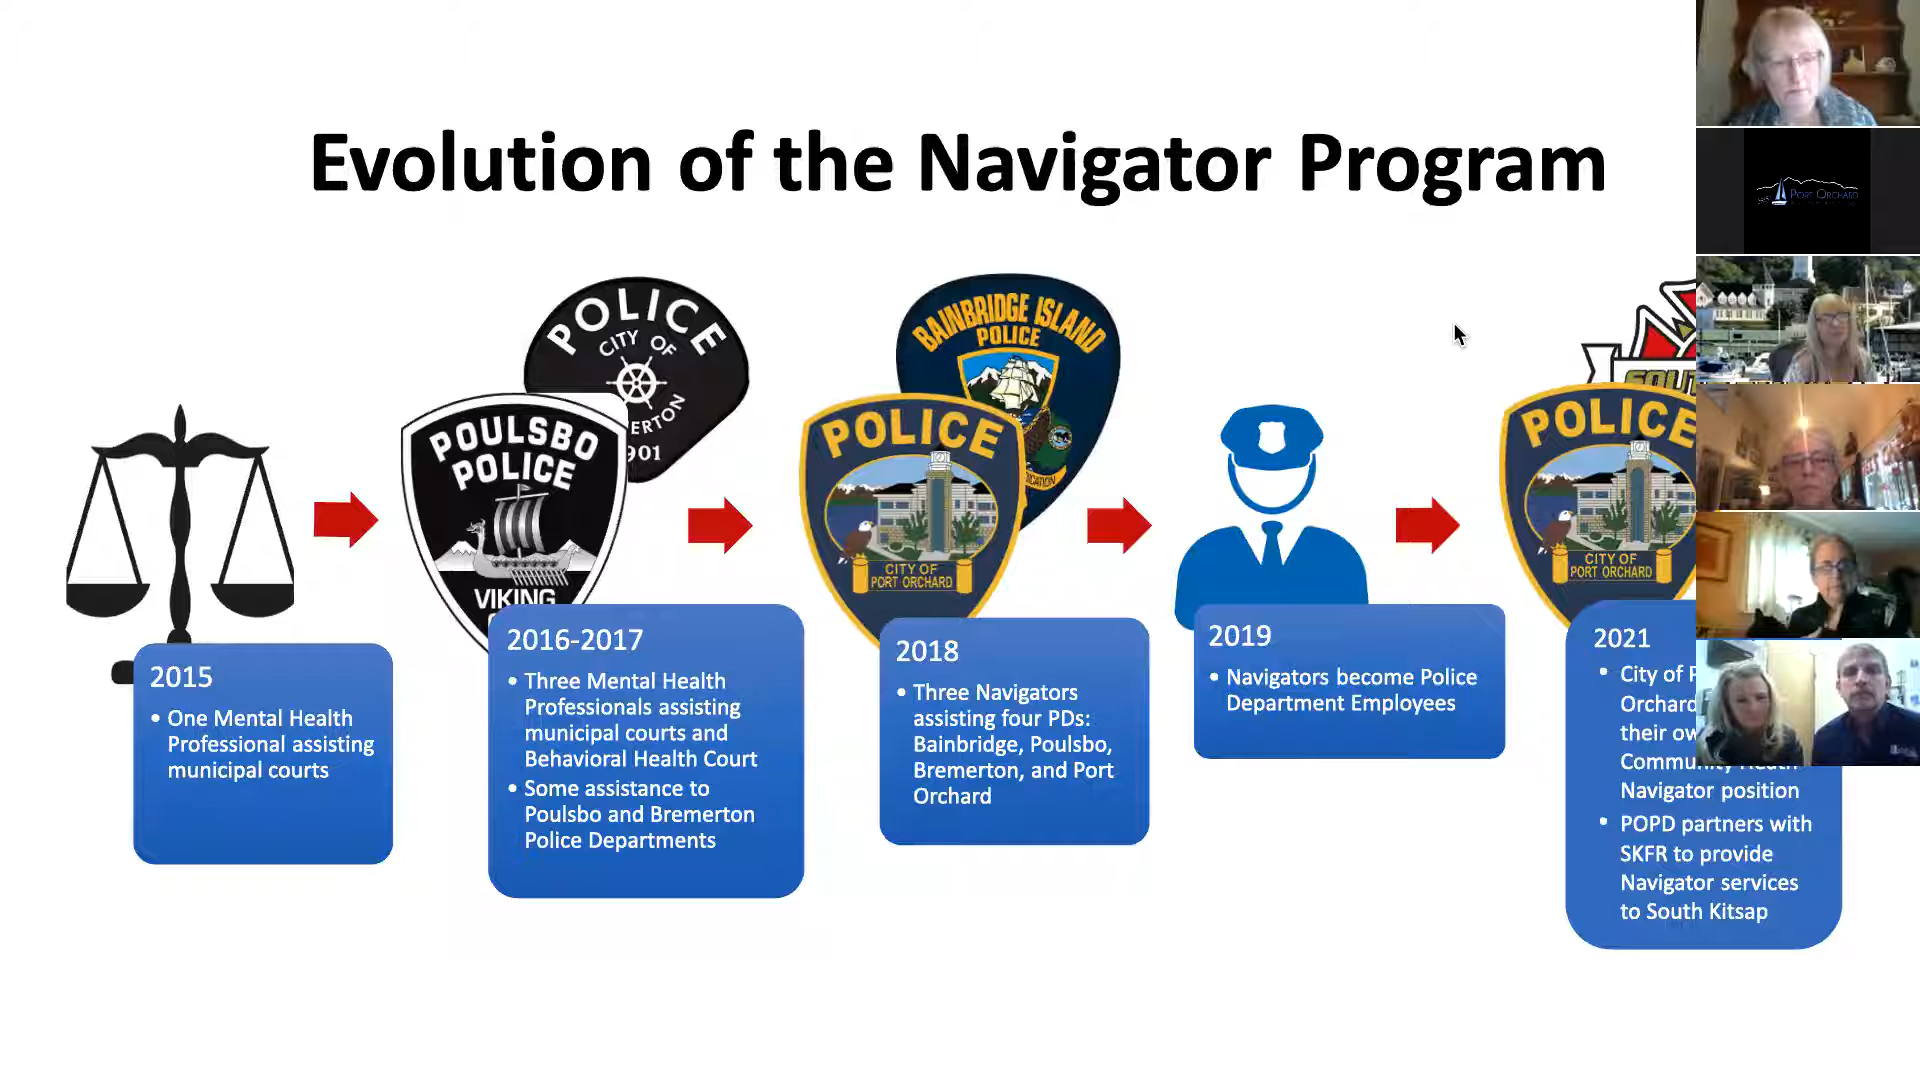 Evolution of the Navigator Program
POLICE
CITY OF
ERTON
901
POULSBO
POLICE
VIKING
BAINBRIDGE ISLAND
POLICE
POLICE
CITY OF
PORT ORCHARD
POLICE
CITY OF
PORT ORCHARD
PORT ORCHARD
2015
• One Mental Health
Professional assisting
municipal courts
2016-2017
• Three Mental Health
Professionals assisting
municipal courts and
Behavioral Health Court
• Some assistance to
Poulsbo and Bremerton
Police Departments
2018
• Three Navigators
assisting four PDs:
Bainbridge, Poulsbo,
Bremerton, and Port
Orchard
2019
• Navigators become Police
Department Employees
2021
• City of
Orchard
their
Community
Navigator position
• POPD partners with
SKFR to provide
Navigator services
to South Kitsap